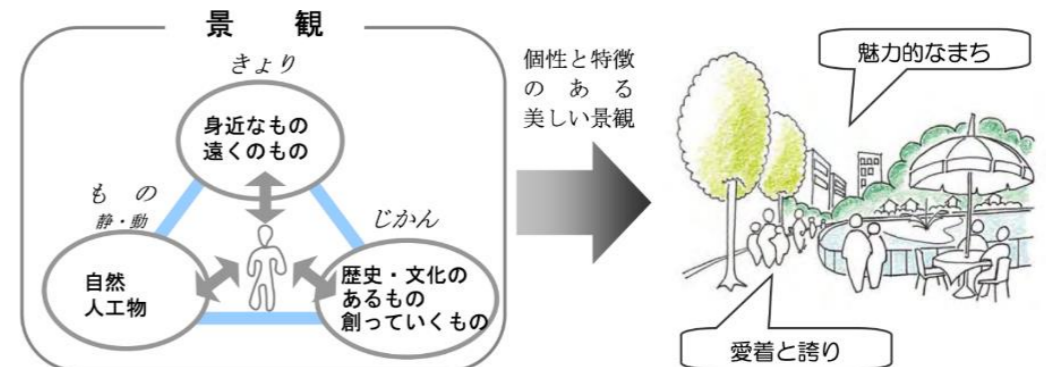 景観
きょり
身近なもの
遠くのもの
もの
静・動
自然
人工物
じかん
歴史・文化の
あるもの
創っていくもの
個性と特徴
のある
美しい景観
魅力的なまち
愛着と誇り